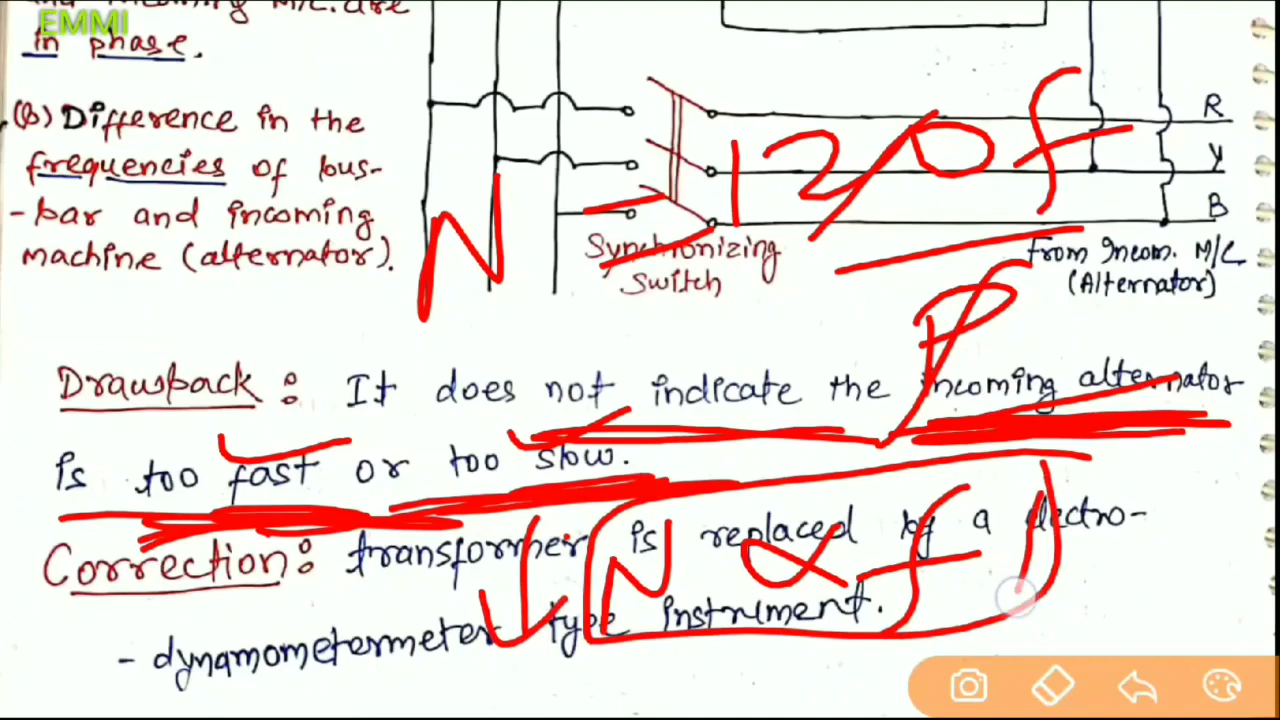 EMMI
in phase.
(b) Difference in the
frequencies of bus-
-bar and incoming
machine (alternator).
R
Y
B
N
120f
P
Synchronizing
Switch
From Incom. M/C
(Alternator)
Drawback : It does not indicate the incoming alternator
is too fast or too slow.
Correction: transformer is replaced by a electro-
- dynamometermeter type instrument.
N ∝ f